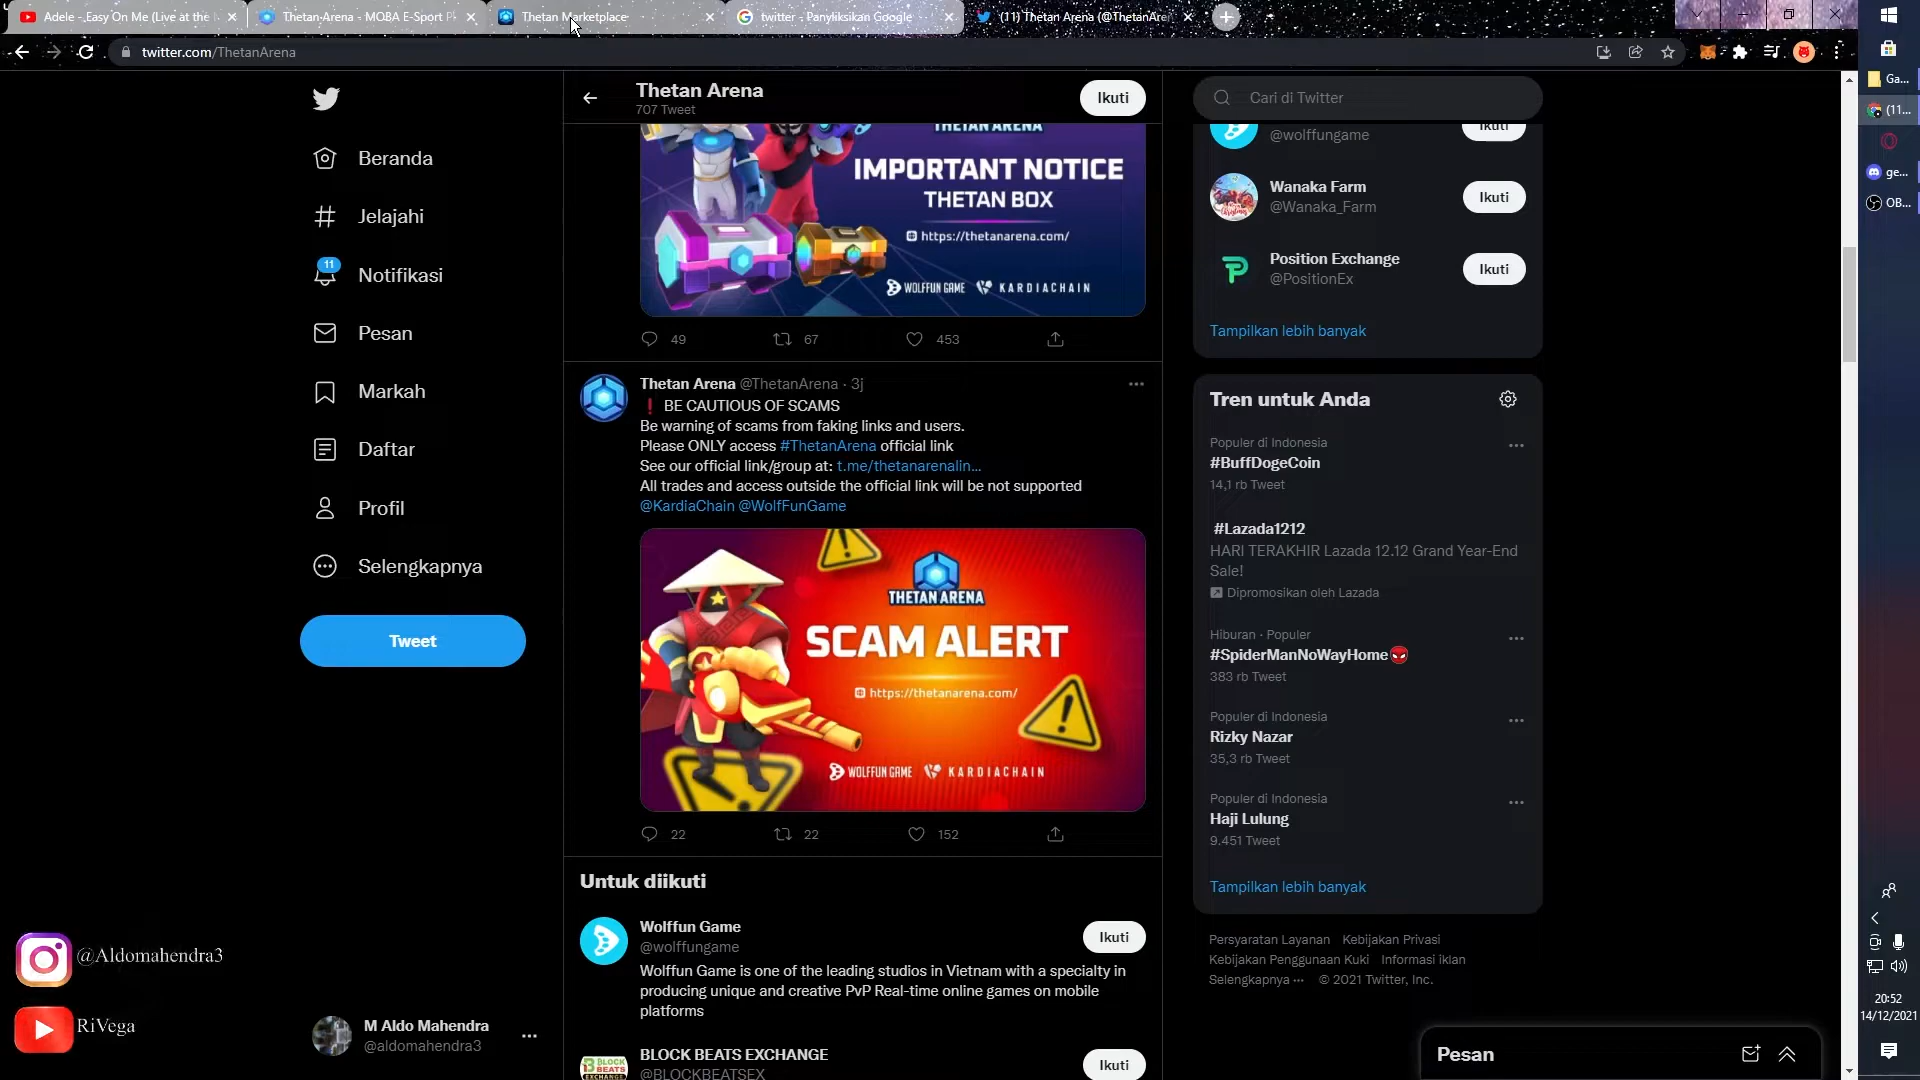 Adele - Easy On Me (Live at the
Thetan Arena - MOBA E-Sport P
Thetan Marketplace
twitter - Panyliksikan Google
(11) Thetan Arena (@ThetanAre
twitter.com/ThetanArena
Ga...
(11...
ge...
OB...
Beranda
Jelajahi
11
Notifikasi
Pesan
Markah
Daftar
Profil
Selengkapnya
Tweet
M Aldo Mahendra
@aldomahendra3
@Aldomahendra3
RiVega
Thetan Arena
707 Tweet
Ikuti
THETAN ARENA
IMPORTANT NOTICE
THETAN BOX
https://thetanarena.com/
WOLFFUN GAME KARDIACHAIN
49 67 453
Thetan Arena @ThetanArena · 3j
❗ BE CAUTIOUS OF SCAMS
Be warning of scams from faking links and users.
Please ONLY access #ThetanArena official link
See our official link/group at: t.me/thetanarenalin...
All trades and access outside the official link will be not supported
@KardiaChain @WolfFunGame
THETAN ARENA
SCAM ALERT
https://thetanarena.com/
WOLFFUN GAME KARDIACHAIN
22 22 152
Untuk diikuti
Wolffun Game
@wolffungame
Ikuti
Wolffun Game is one of the leading studios in Vietnam with a specialty in
producing unique and creative PvP Real-time online games on mobile
platforms
BLOCK BEATS EXCHANGE
@BLOCKBEATSEX
Ikuti
BLOCK
BEATS
EXCHANGE
Cari di Twitter
@wolffungame
Ikuti
Wanaka Farm
@Wanaka_Farm
Ikuti
Position Exchange
@PositionEx
Ikuti
Tampilkan lebih banyak
Tren untuk Anda
Populer di Indonesia
#BuffDogeCoin
14,1 rb Tweet
#Lazada1212
HARI TERAKHIR Lazada 12.12 Grand Year-End
Sale!
Dipromosikan oleh Lazada
Hiburan · Populer
#SpiderManNoWayHome
383 rb Tweet
Populer di Indonesia
Rizky Nazar
35,3 rb Tweet
Populer di Indonesia
Haji Lulung
9.451 Tweet
Tampilkan lebih banyak
Persyaratan Layanan Kebijakan Privasi
Kebijakan Penggunaan Kuki Informasi iklan
Selengkapnya ··· © 2021 Twitter, Inc.
Pesan
20:52
14/12/2021